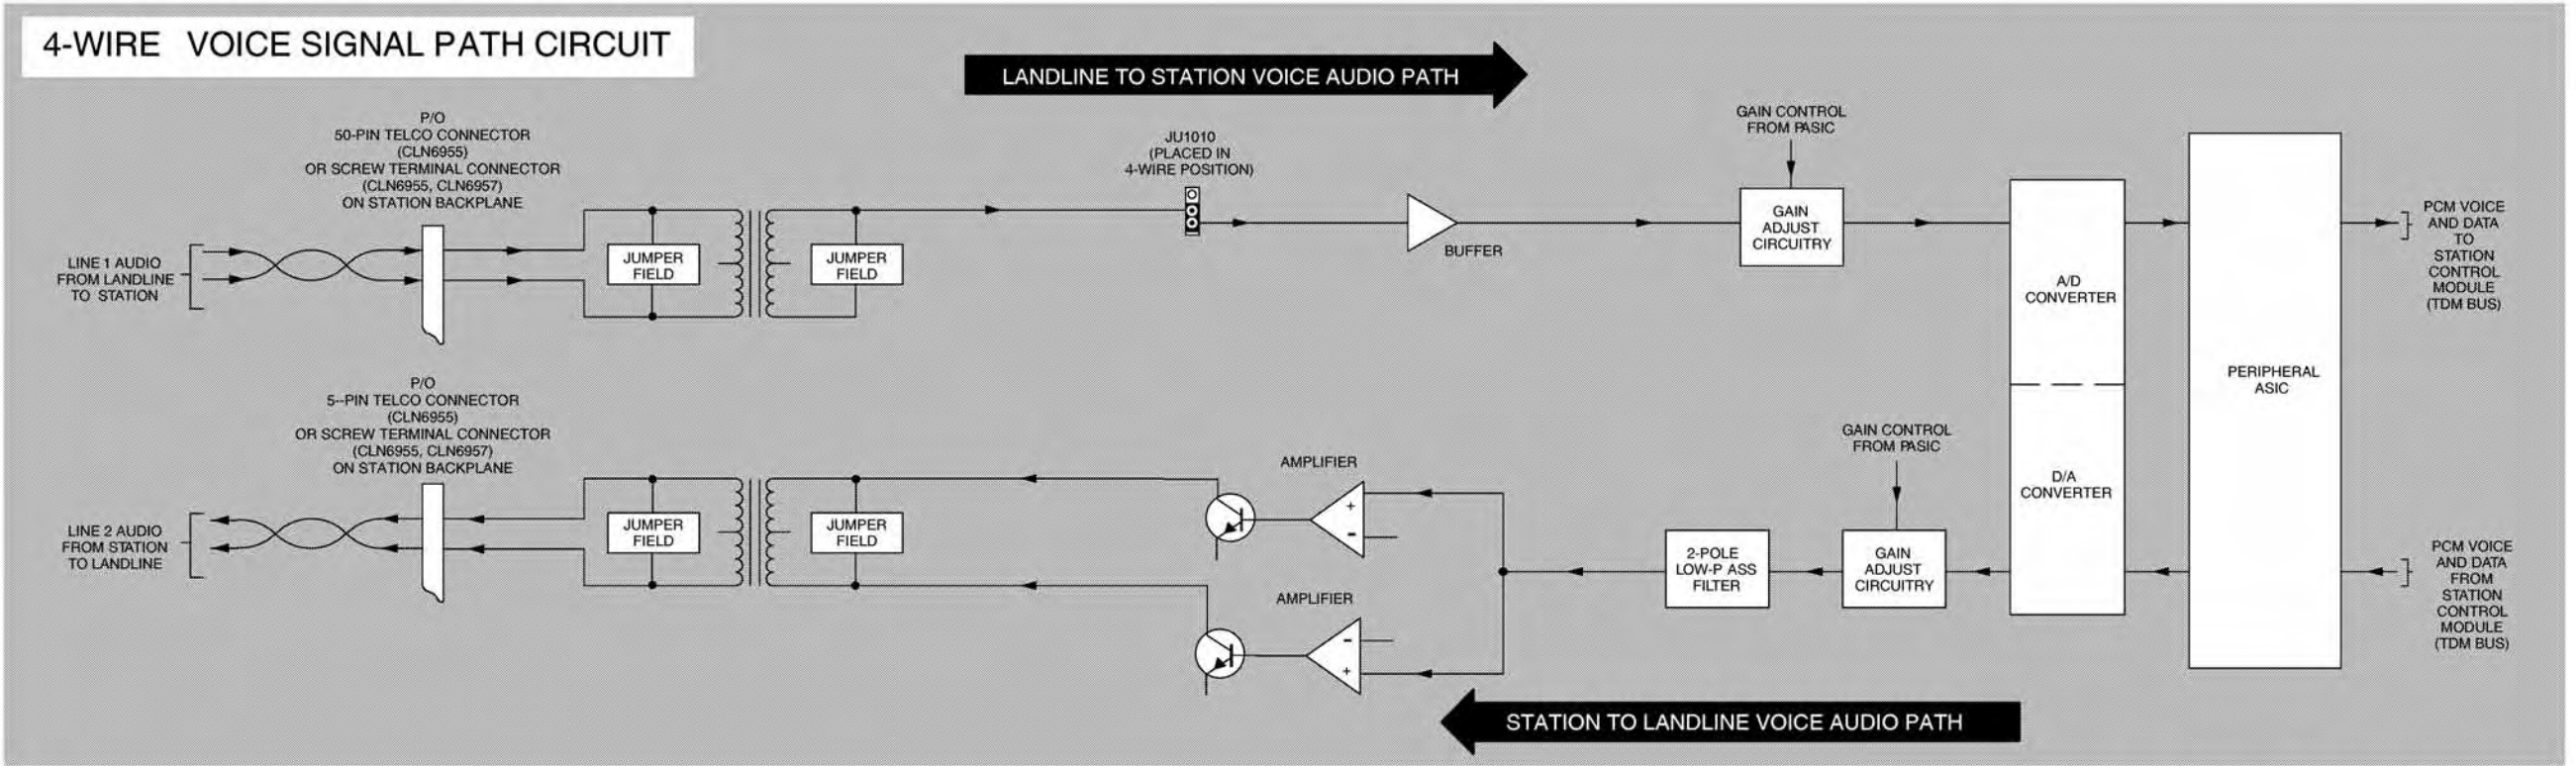 4-WIRE VOICE SIGNAL PATH CIRCUIT
LANDLINE TO STATION VOICE AUDIO PATH
P/O
50-PIN TELCO CONNECTOR
(CLN6955)
OR SCREW TERMINAL CONNECTOR
(CLN6955, CLN6957)
ON STATION BACKPLANE
LINE 1 AUDIO
FROM LANDLINE
TO STATION
JUMPER
FIELD
JUMPER
FIELD
JU1010
(PLACED IN
4-WIRE POSITION)
BUFFER
GAIN CONTROL
FROM PASIC
GAIN
ADJUST
CIRCUITRY
A/D
CONVERTER
PERIPHERAL
ASIC
PCM VOICE
AND DATA
TO
STATION
CONTROL
MODULE
(TDM BUS)
P/O
5--PIN TELCO CONNECTOR
(CLN6955)
OR SCREW TERMINAL CONNECTOR
(CLN6955, CLN6957)
ON STATION BACKPLANE
LINE 2 AUDIO
FROM STATION
TO LANDLINE
JUMPER
FIELD
JUMPER
FIELD
AMPLIFIER
+
-
AMPLIFIER
-
+
2-POLE
LOW-P ASS
FILTER
GAIN CONTROL
FROM PASIC
GAIN
ADJUST
CIRCUITRY
D/A
CONVERTER
PCM VOICE
AND DATA
FROM
STATION
CONTROL
MODULE
(TDM BUS)
STATION TO LANDLINE VOICE AUDIO PATH